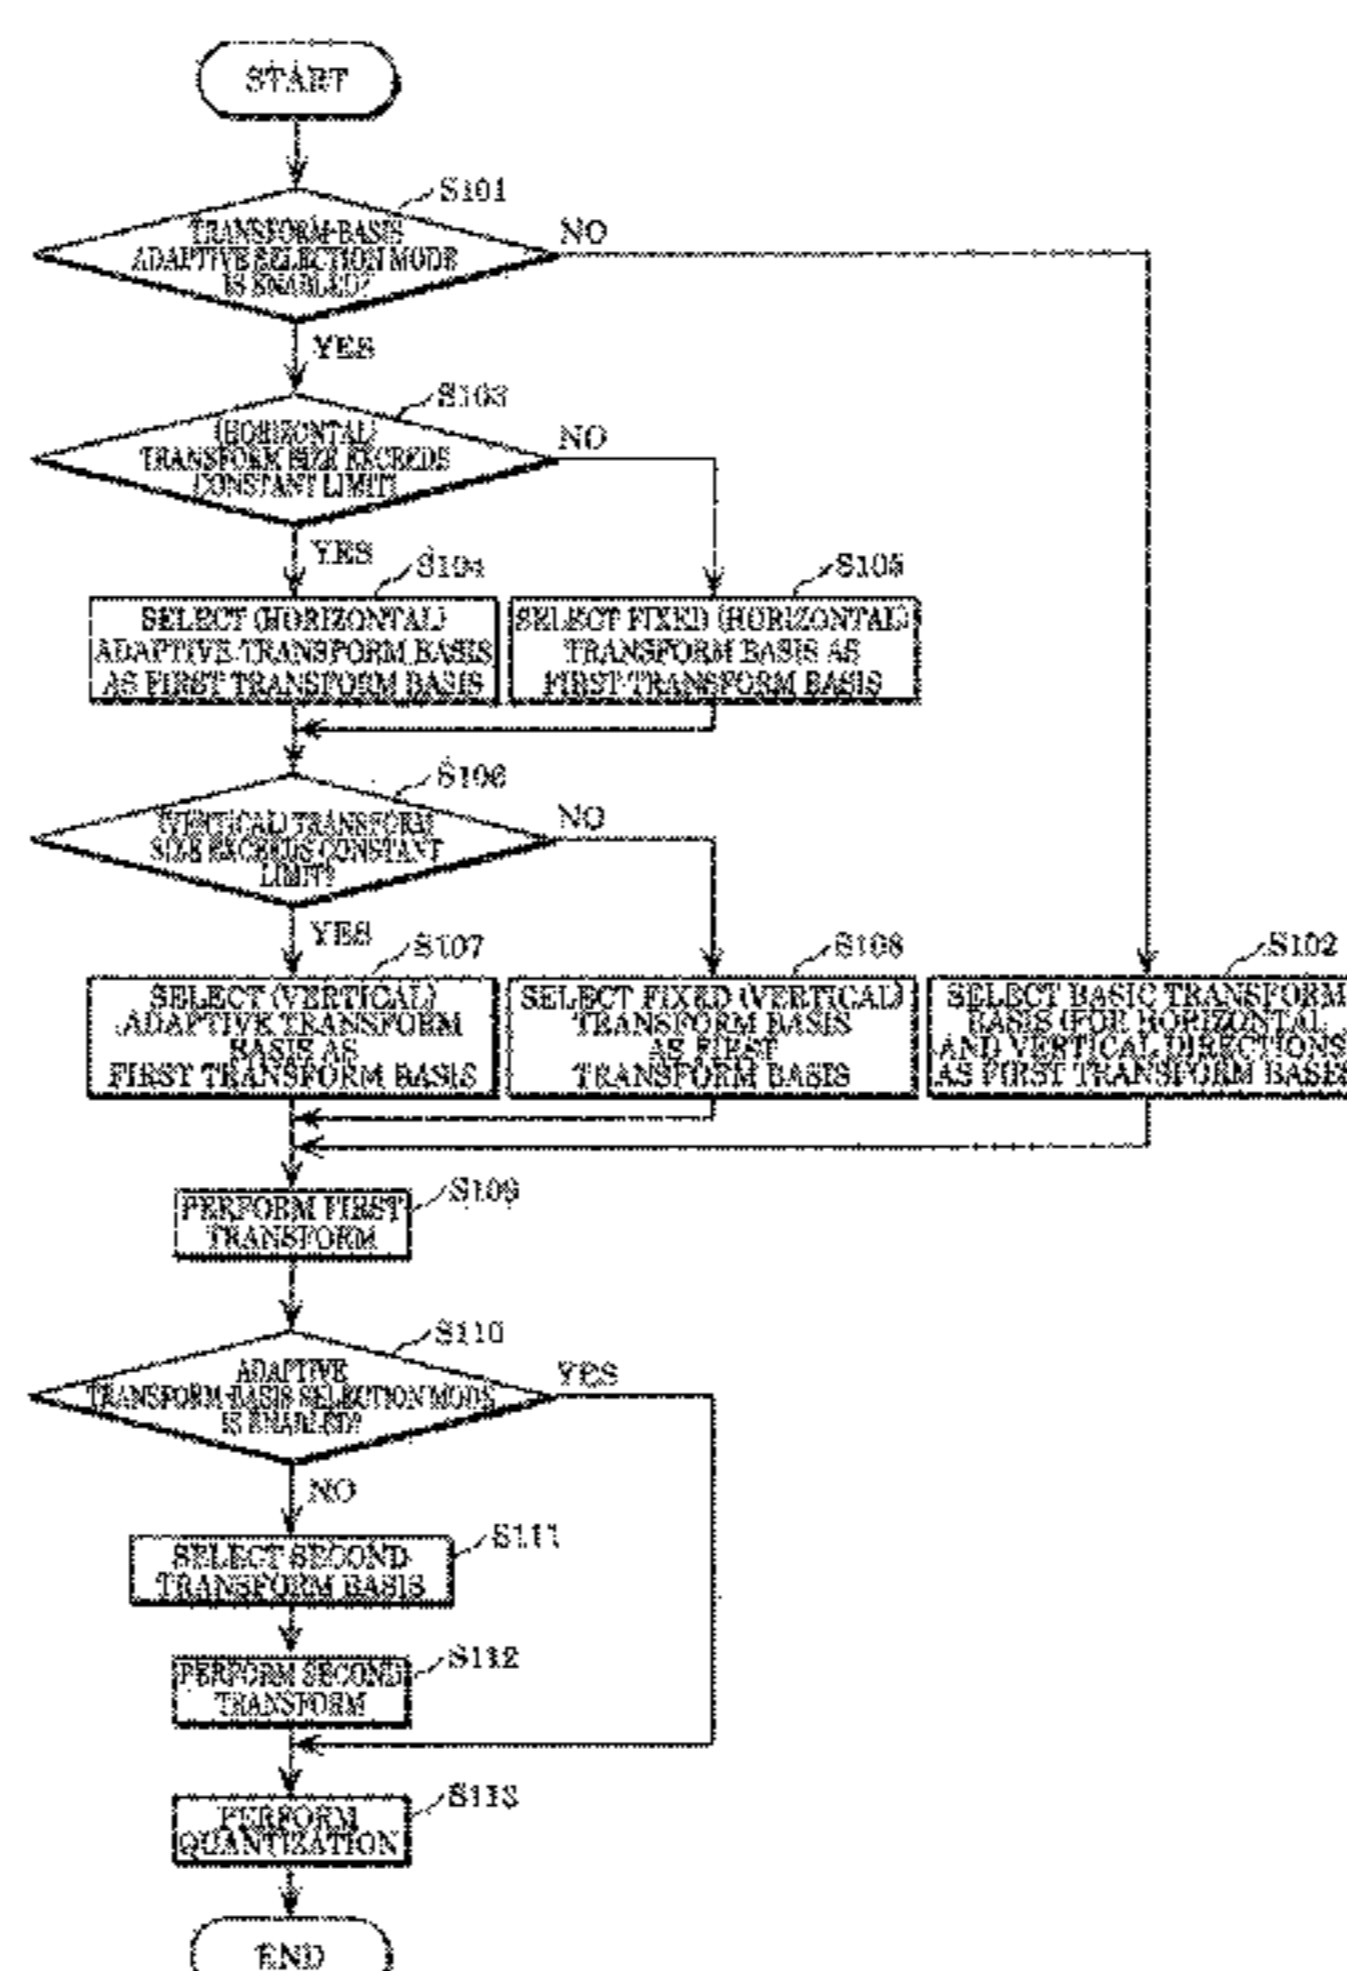 START
S101
TRANSFORM-BASIS
ADAPTIVE SELECTION MODE
IS ENABLED?
NO
YES
S103
(HORIZONTAL)
TRANSFORM SIZE EXCEEDS
CONSTANT LIMIT?
NO
YES
S104
SELECT (HORIZONTAL)
ADAPTIVE TRANSFORM BASIS
AS FIRST TRANSFORM BASIS
S105
SELECT FIXED (HORIZONTAL)
TRANSFORM BASIS AS
FIRST TRANSFORM BASIS
S106
(VERTICAL) TRANSFORM
SIZE EXCEEDS CONSTANT
LIMIT?
NO
YES
S107
SELECT (VERTICAL)
ADAPTIVE TRANSFORM
BASIS AS
FIRST TRANSFORM BASIS
S108
SELECT FIXED (VERTICAL)
TRANSFORM BASIS
AS FIRST
TRANSFORM BASIS
S102
SELECT BASIC TRANSFORM
BASIS (FOR HORIZONTAL
AND VERTICAL DIRECTIONS
AS FIRST TRANSFORM BASES
S109
PERFORM FIRST
TRANSFORM
S110
ADAPTIVE
TRANSFORM-BASIS SELECTION MODE
IS ENABLED?
YES
NO
S111
SELECT SECOND
TRANSFORM BASIS
S112
PERFORM SECOND
TRANSFORM
S113
PERFORM
QUANTIZATION
END